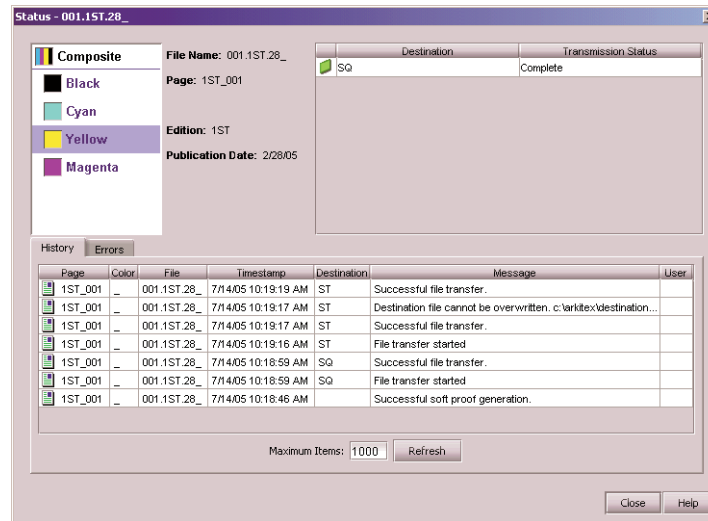 Status - 001.1ST.28_
Composite
Black
Cyan
Yellow
Magenta
File Name: 001.1ST.28_
Page: 1ST_001
Edition: 1ST
Publication Date: 2/28/05
Destination Transmission Status
SQ Complete
History Errors
Page Color File Timestamp Destination Message User
1ST_001 _ 001.1ST.28_ 7/14/05 10:19:19 AM ST Successful file transfer.
1ST_001 _ 001.1ST.28_ 7/14/05 10:19:17 AM ST Destination file cannot be overwritten. c:\arkitex\destination...
1ST_001 _ 001.1ST.28_ 7/14/05 10:19:17 AM ST Successful file transfer.
1ST_001 _ 001.1ST.28_ 7/14/05 10:19:16 AM ST File transfer started
1ST_001 _ 001.1ST.28_ 7/14/05 10:18:59 AM SQ Successful file transfer.
1ST_001 _ 001.1ST.28_ 7/14/05 10:18:59 AM SQ File transfer started
1ST_001 _ 001.1ST.28_ 7/14/05 10:18:46 AM Successful soft proof generation.
Maximum Items: 1000 Refresh
Close Help